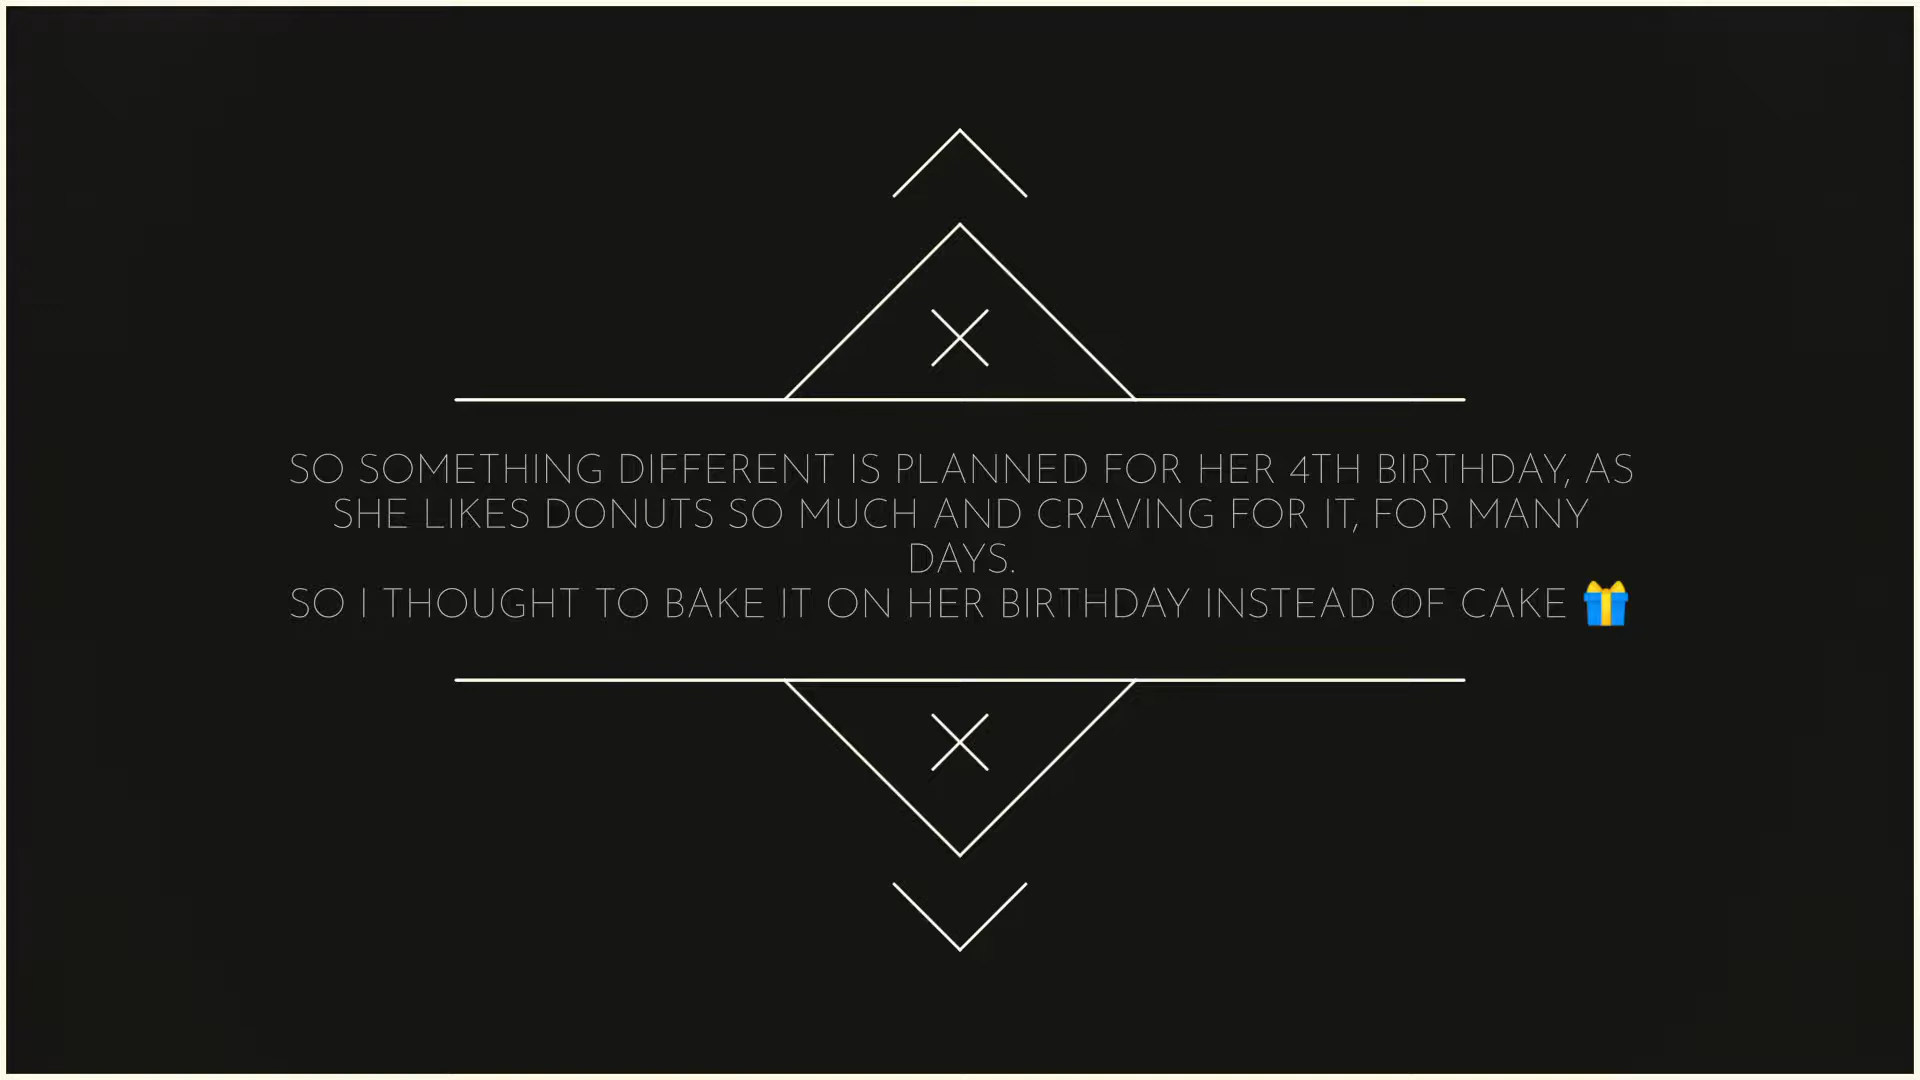 SO SOMETHING DIFFERENT IS PLANNED FOR HER 4TH BIRTHDAY, AS
SHE LIKES DONUTS SO MUCH AND CRAVING FOR IT, FOR MANY
DAYS.
SO I THOUGHT TO BAKE IT ON HER BIRTHDAY INSTEAD OF CAKE 🎁